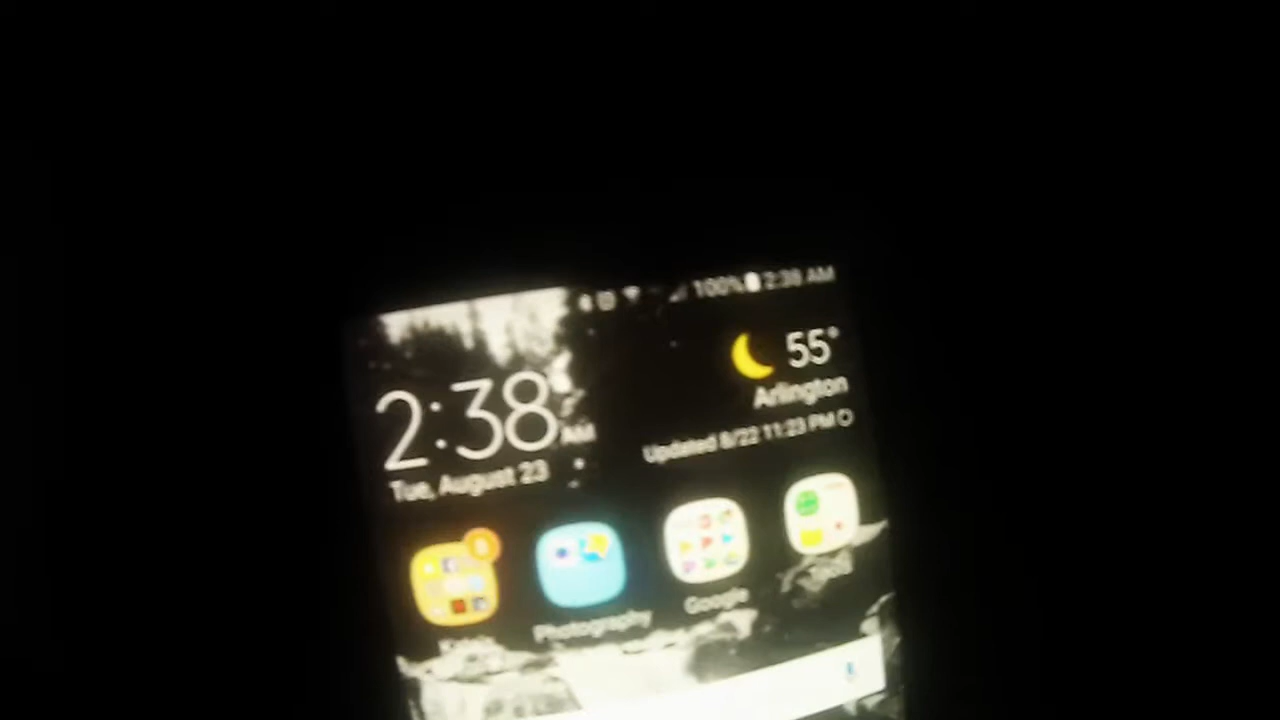 100% 2:38 AM
2:38 AM
Tue, August 23
55°
Arlington
Updated 8/22 11:23 PM
Photography
Google